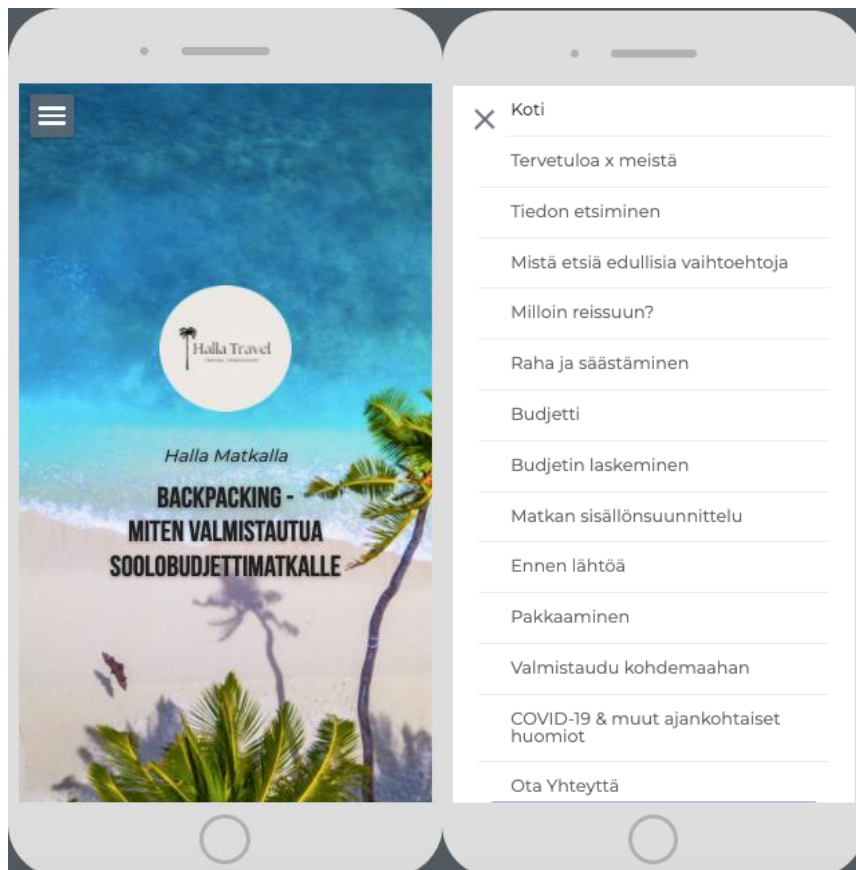 Halla Travel
Halla Matkalla
BACKPACKING -
MITEN VALMISTAUTUA
SOOLOBUDJETTIMATKALLE
Koti
Tervetuloa x meistä
Tiedon etsiminen
Mistä etsiä edullisia vaihtoehtoja
Milloin reissuun?
Raha ja säästäminen
Budjetti
Budjetin laskeminen
Matkan sisällönsuunnittelu
Ennen lähtöä
Pakkaaminen
Valmistaudu kohdemaahan
COVID-19 & muut ajankohtaiset
huomiot
Ota Yhteyttä